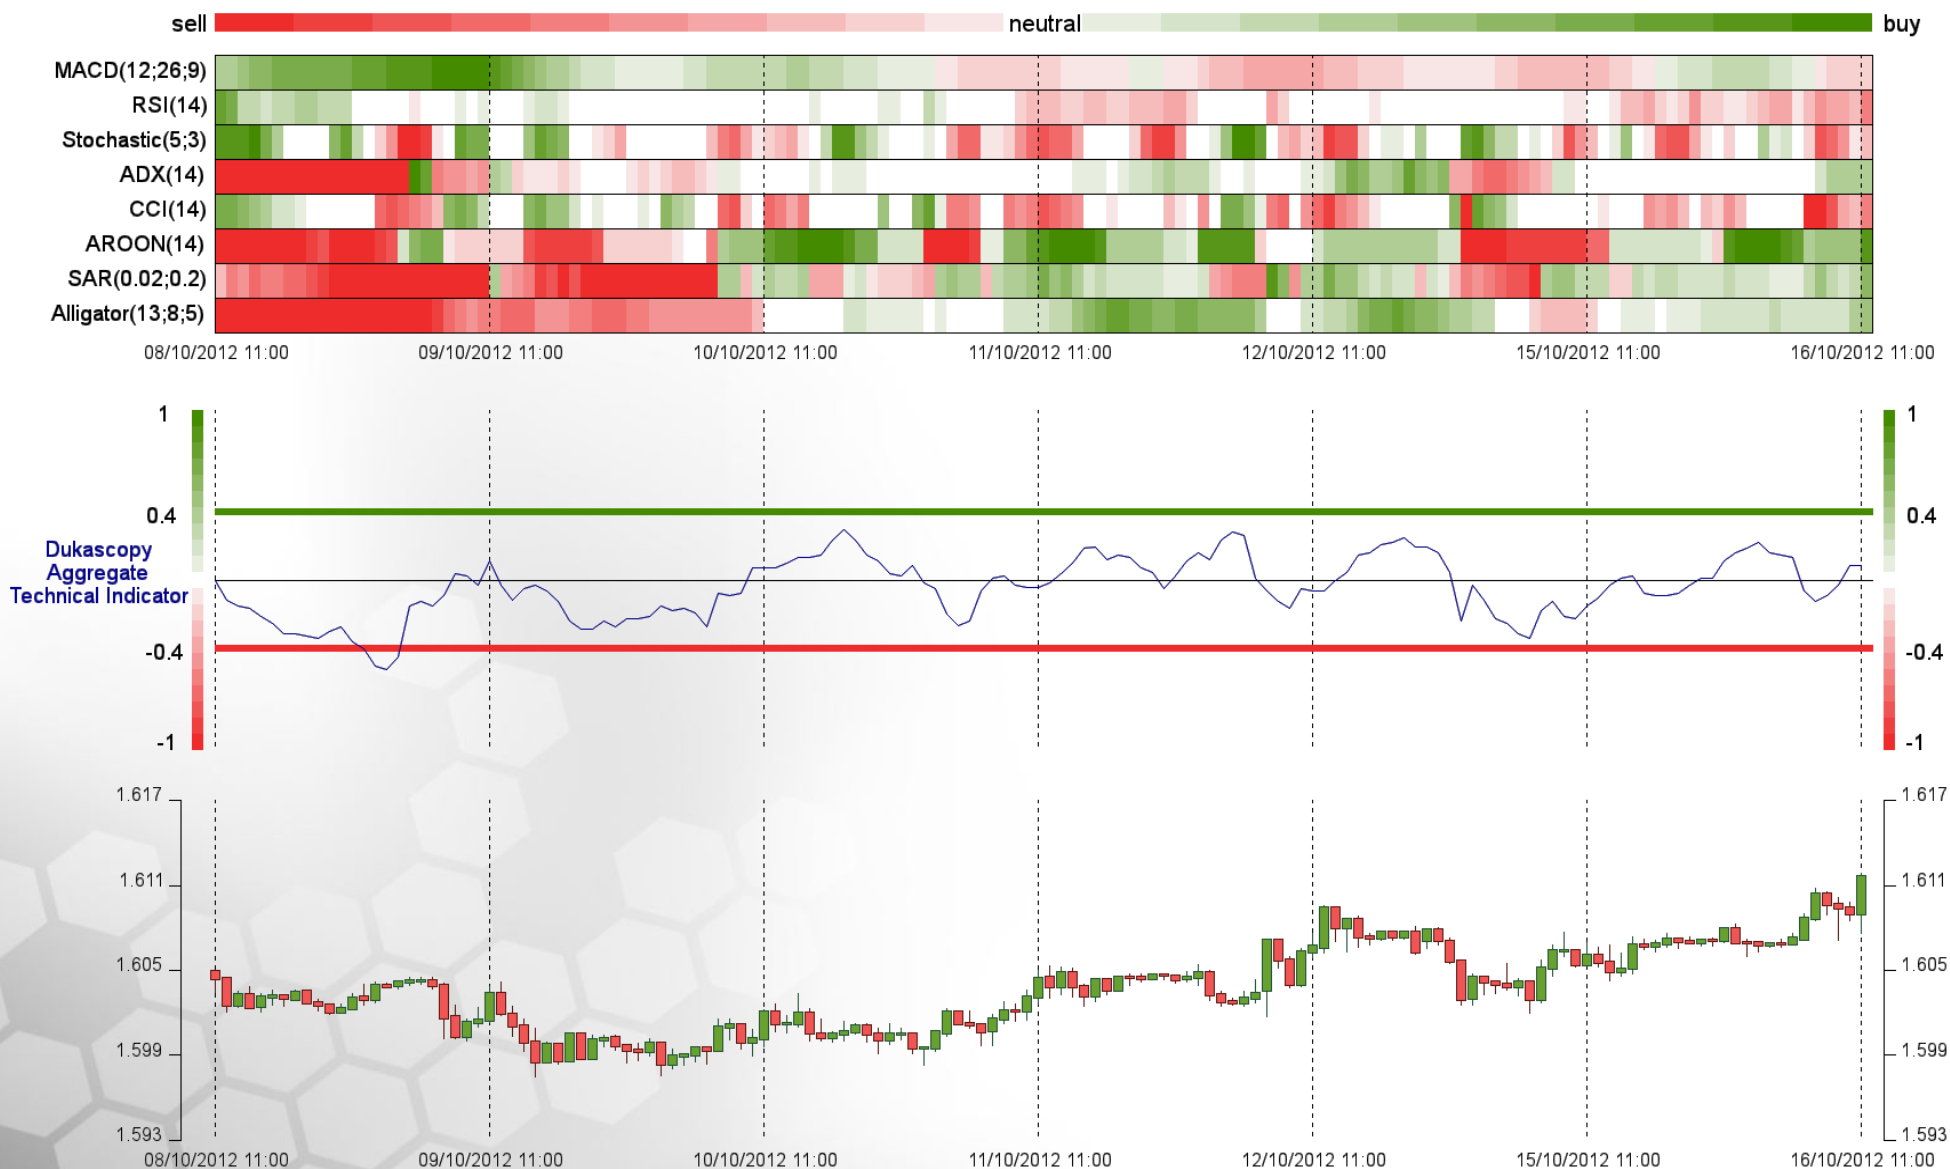 sell neutral buy
MACD(12;26;9)
RSI(14)
Stochastic(5;3)
ADX(14)
CCI(14)
AROON(14)
SAR(0.02;0.2)
Alligator(13;8;5)
08/10/2012 11:00 09/10/2012 11:00 10/10/2012 11:00 11/10/2012 11:00 12/10/2012 11:00 15/10/2012 11:00 16/10/2012 11:00
1 1
0.4 0.4
Dukascopy
Aggregate
Technical Indicator
-0.4 -0.4
-1 -1
1.617 1.617
1.611 1.611
1.605 1.605
1.599 1.599
1.593 1.593
08/10/2012 11:00 09/10/2012 11:00 10/10/2012 11:00 11/10/2012 11:00 12/10/2012 11:00 15/10/2012 11:00 16/10/2012 11:00